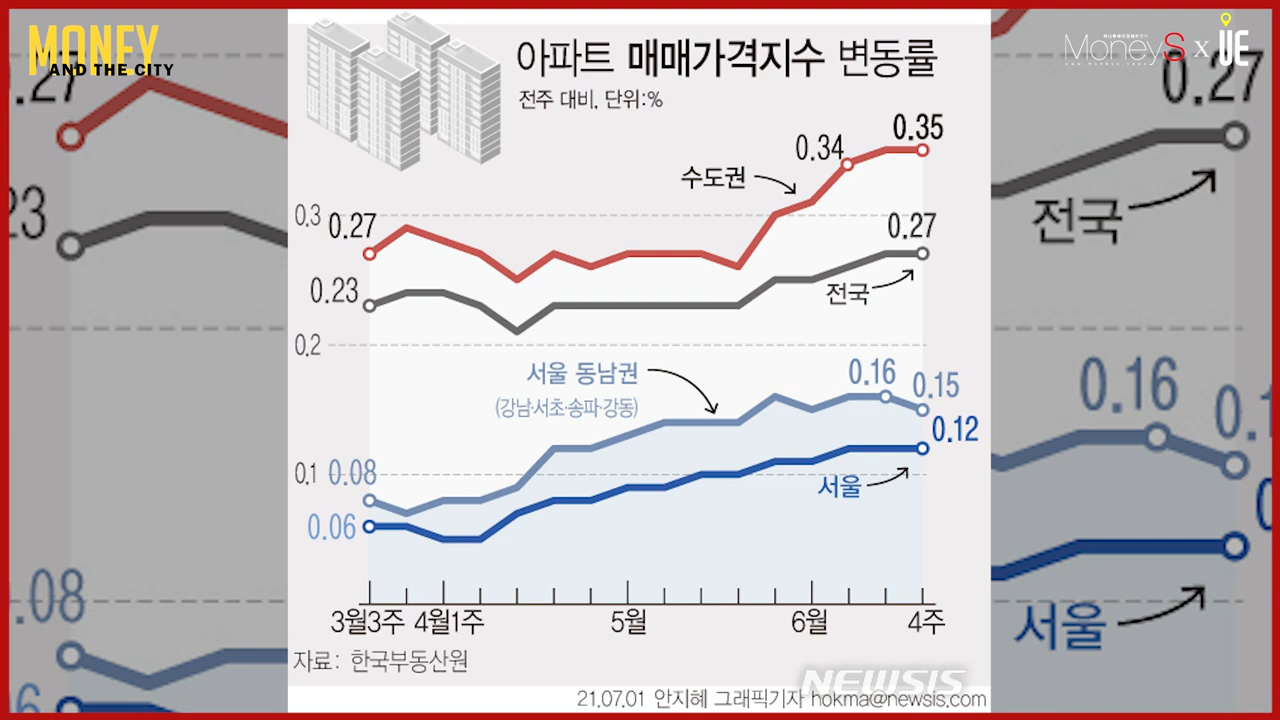 MONEY
AND THE CITY
MoneyS x UE
아파트 매매가격지수 변동률
전주 대비, 단위:%
0.35
0.34
수도권
0.3
0.27
0.27
0.23
전국
0.2
서울 동남권
(강남·서초·송파·강동)
0.16
0.15
0.12
0.1
0.08
서울
0.06
3월3주
4월1주
5월
6월
4주
자료: 한국부동산원
NEWSIS
21.07.01 안지혜 그래픽기자 hokma@newsis.com
.27
23
.08
6
0.27
전국
0.16
0.1
서울